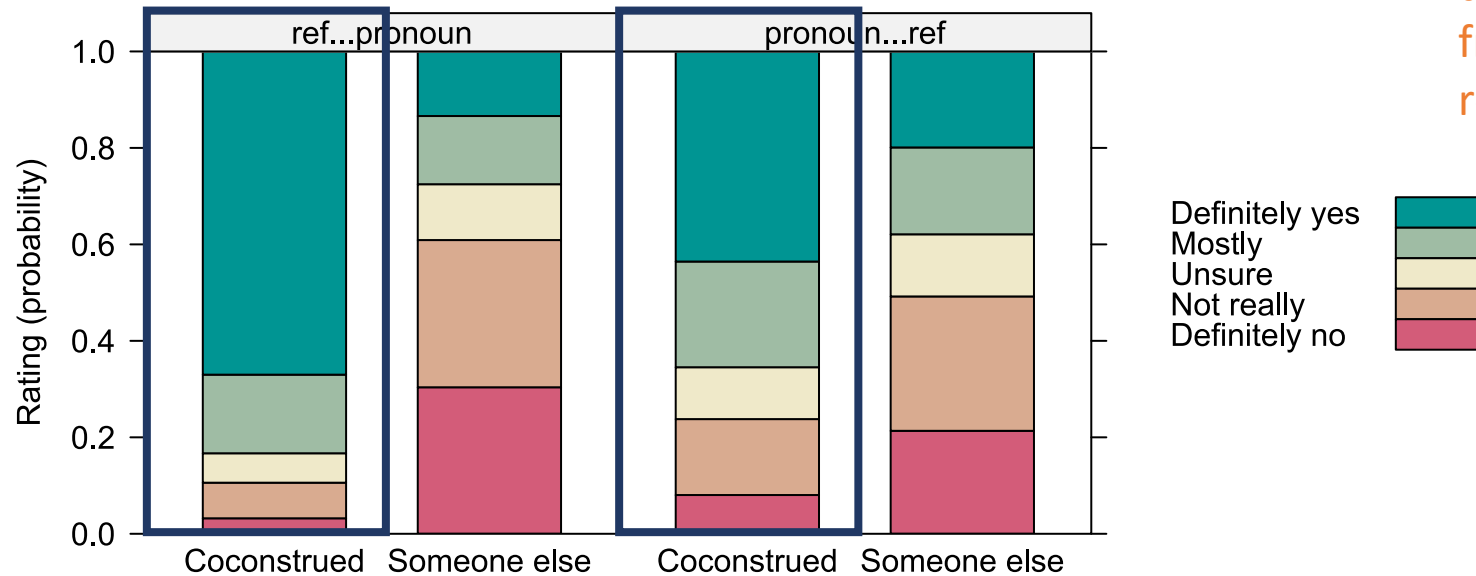 ref...pronoun
pronoun...ref
1.0
0.8
0.6
0.4
0.2
0.0
Rating (probability)
Coconstrued
Someone else
Coconstrued
Someone else
Definitely yes
Mostly
Unsure
Not really
Definitely no
f
r